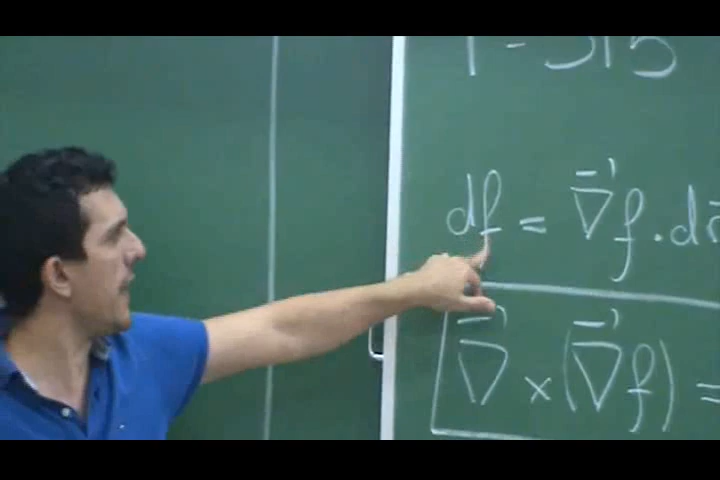 df = ∇⃗f · dr⃗
∇⃗ × (∇⃗f) =